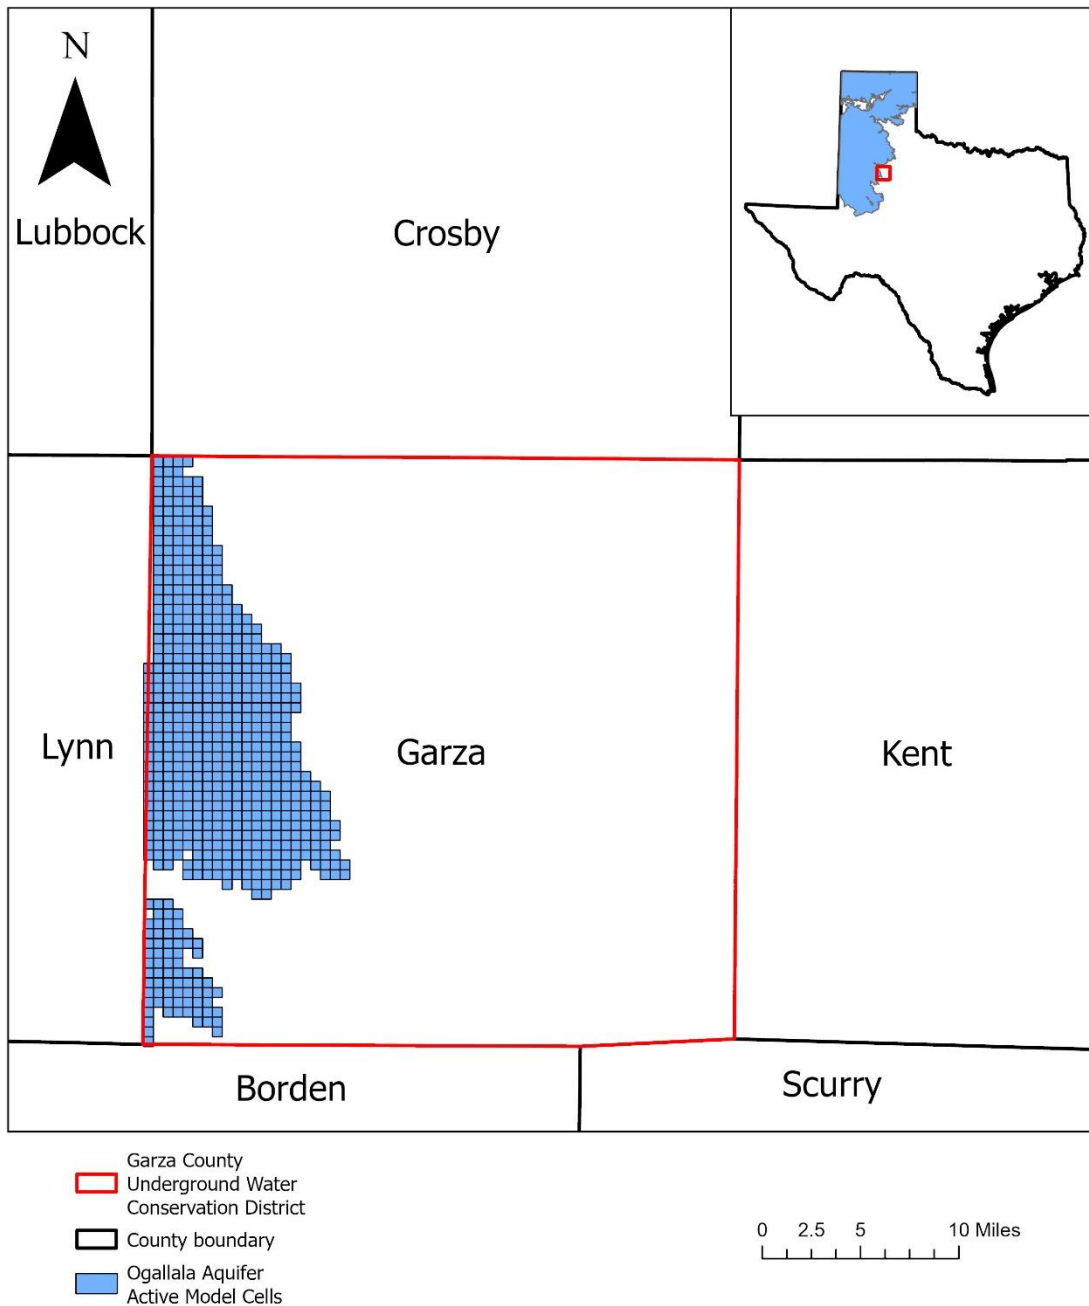 N
Lubbock
Crosby
Lynn
Garza
Kent
Borden
Scurry
Garza County
Underground Water
Conservation District
County boundary
Ogallala Aquifer
Active Model Cells
0 2.5 5 10 Miles